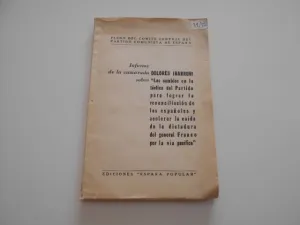 PLENO DEL COMITE CENTRAL DEL
PARTIDO COMUNISTA DE ESPAÑA
Informe
de la camarada DOLORES IBARRURI
sobre "Los cambios en la
táctica del Partido
para lograr la
reconciliación de
los españoles y
acelerar la caída
de la dictadura
del general Franco
por la vía pacífica"
EDICIONES "ESPAÑA POPULAR"